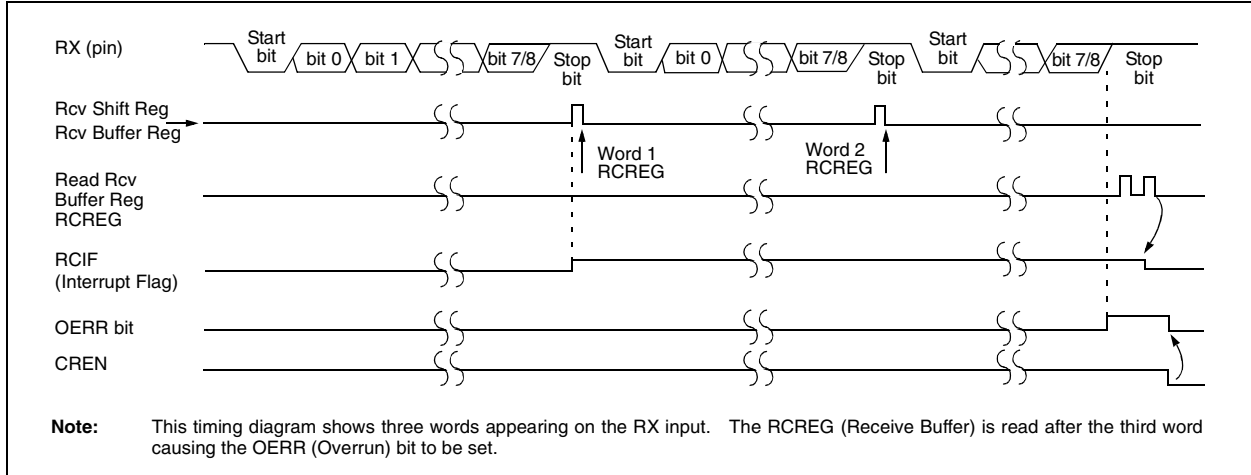 RX (pin)
Start
bit
bit 0
bit 1
bit 7/8
Stop
bit
Start
bit
bit 0
bit 7/8
Stop
bit
Start
bit
bit 7/8
Stop
bit
Rcv Shift Reg
Rcv Buffer Reg
Word 1
RCREG
Word 2
RCREG
Read Rcv
Buffer Reg
RCREG
RCIF
(Interrupt Flag)
OERR bit
CREN
Note: This timing diagram shows three words appearing on the RX input. The RCREG (Receive Buffer) is read after the third word
causing the OERR (Overrun) bit to be set.